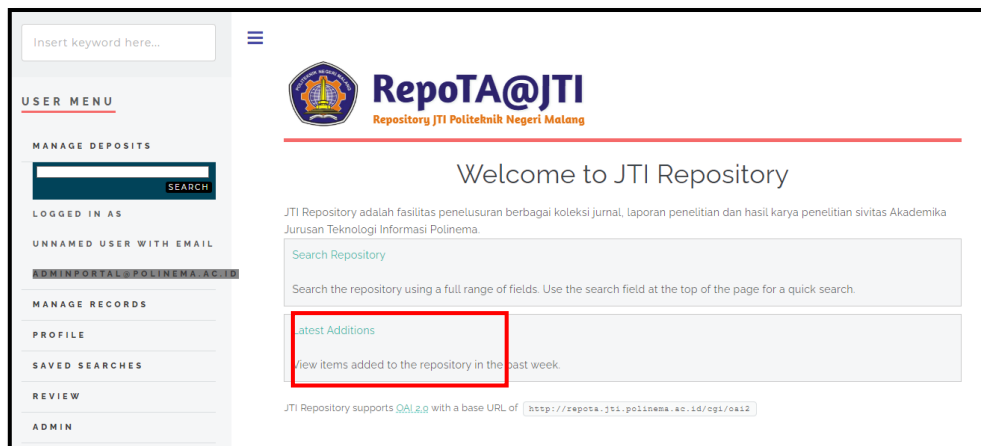 Insert keyword here...
USER MENU
MANAGE DEPOSITS
SEARCH
LOGGED IN AS
UNNAMED USER WITH EMAIL
ADMINPORTAL@POLINEMA.AC.ID
MANAGE RECORDS
PROFILE
SAVED SEARCHES
REVIEW
ADMIN
POLITEKNIK NEGERI MALANG
RepoTA@JTI
Repository JTI Politeknik Negeri Malang
Welcome to JTI Repository
JTI Repository adalah fasilitas penelusuran berbagai koleksi jurnal, laporan penelitian dan hasil karya penelitian sivitas Akademika
Jurusan Teknologi Informasi Polinema.
Search Repository
Search the repository using a full range of fields. Use the search field at the top of the page for a quick search.
Latest Additions
View items added to the repository in the past week.
JTI Repository supports OAI 2.0 with a base URL of http://repota.jti.polinema.ac.id/cgi/oai2